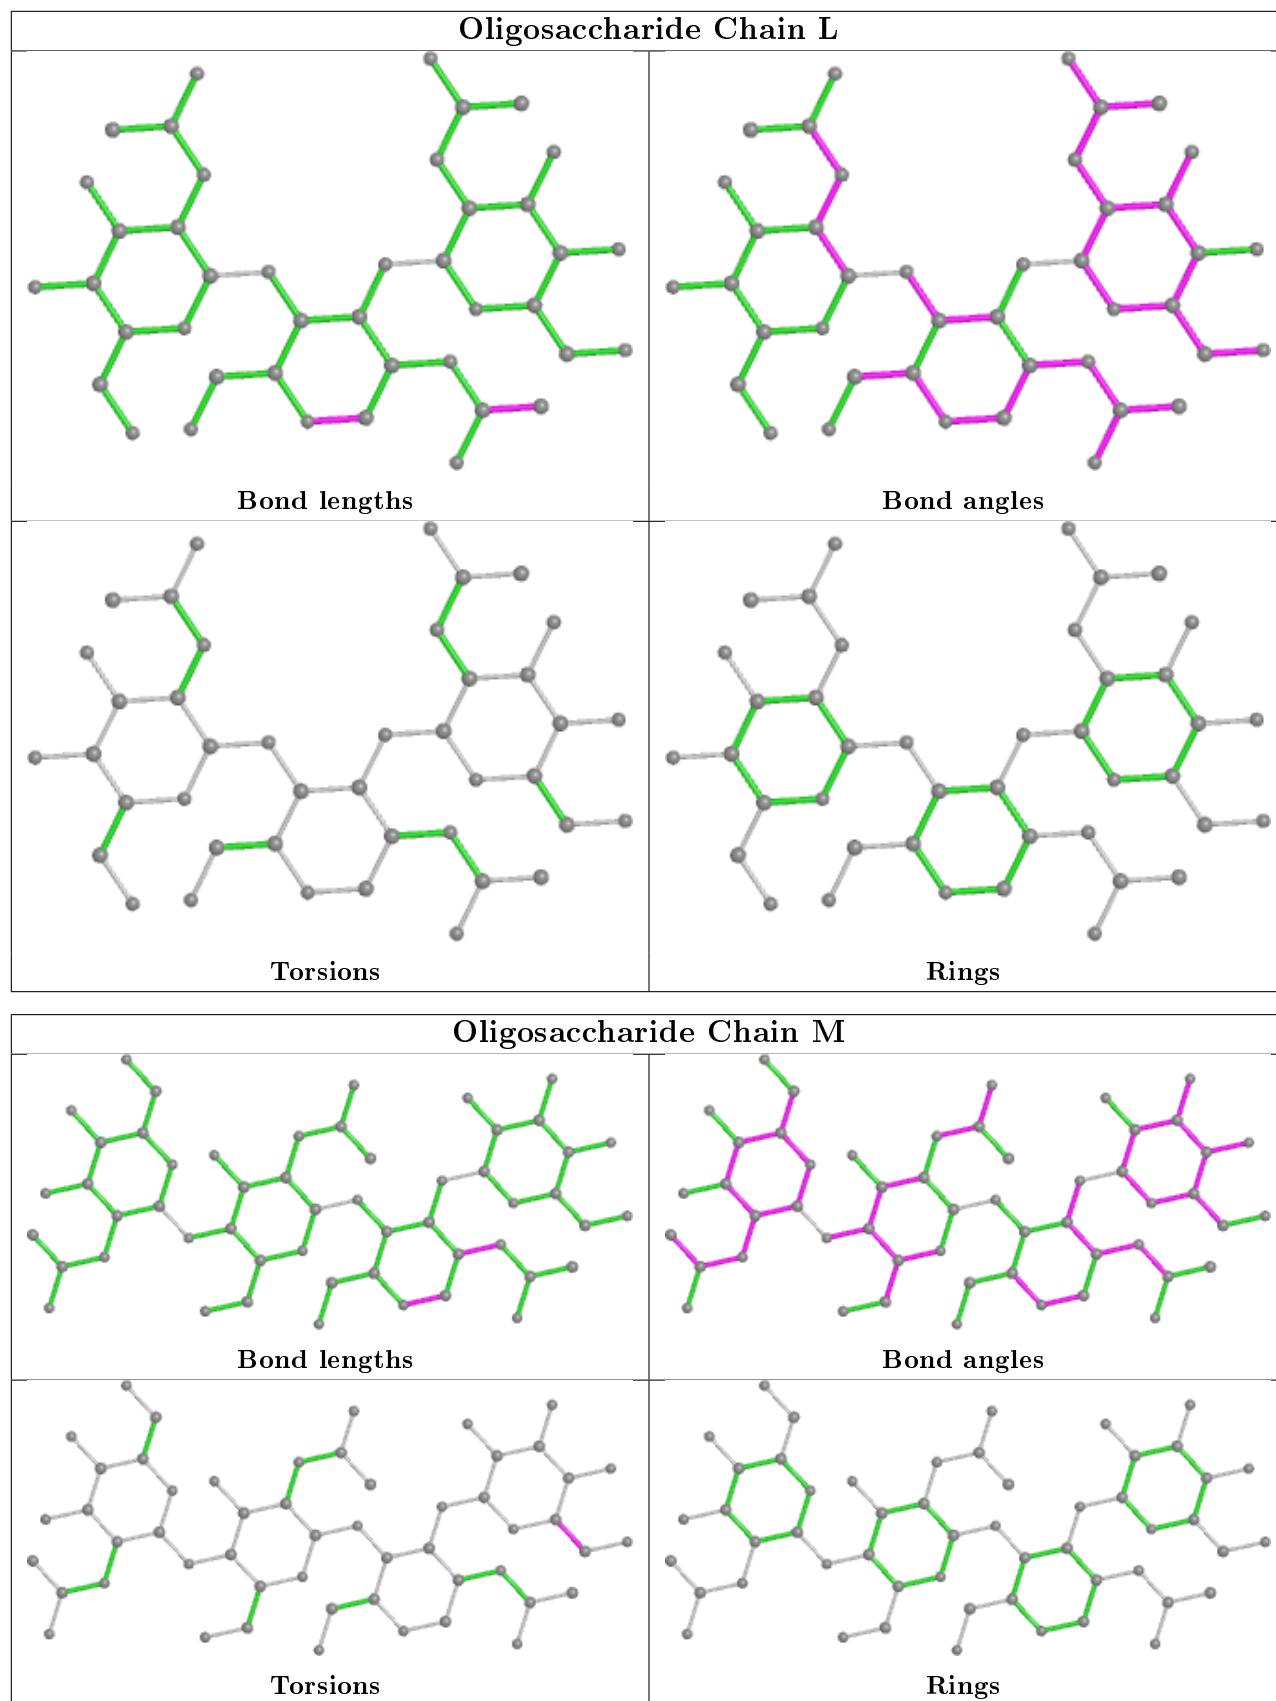 Oligosaccharide Chain L
Bond lengths
Bond angles
Torsions
Rings
Oligosaccharide Chain M
Bond lengths
Bond angles
Torsions
Rings